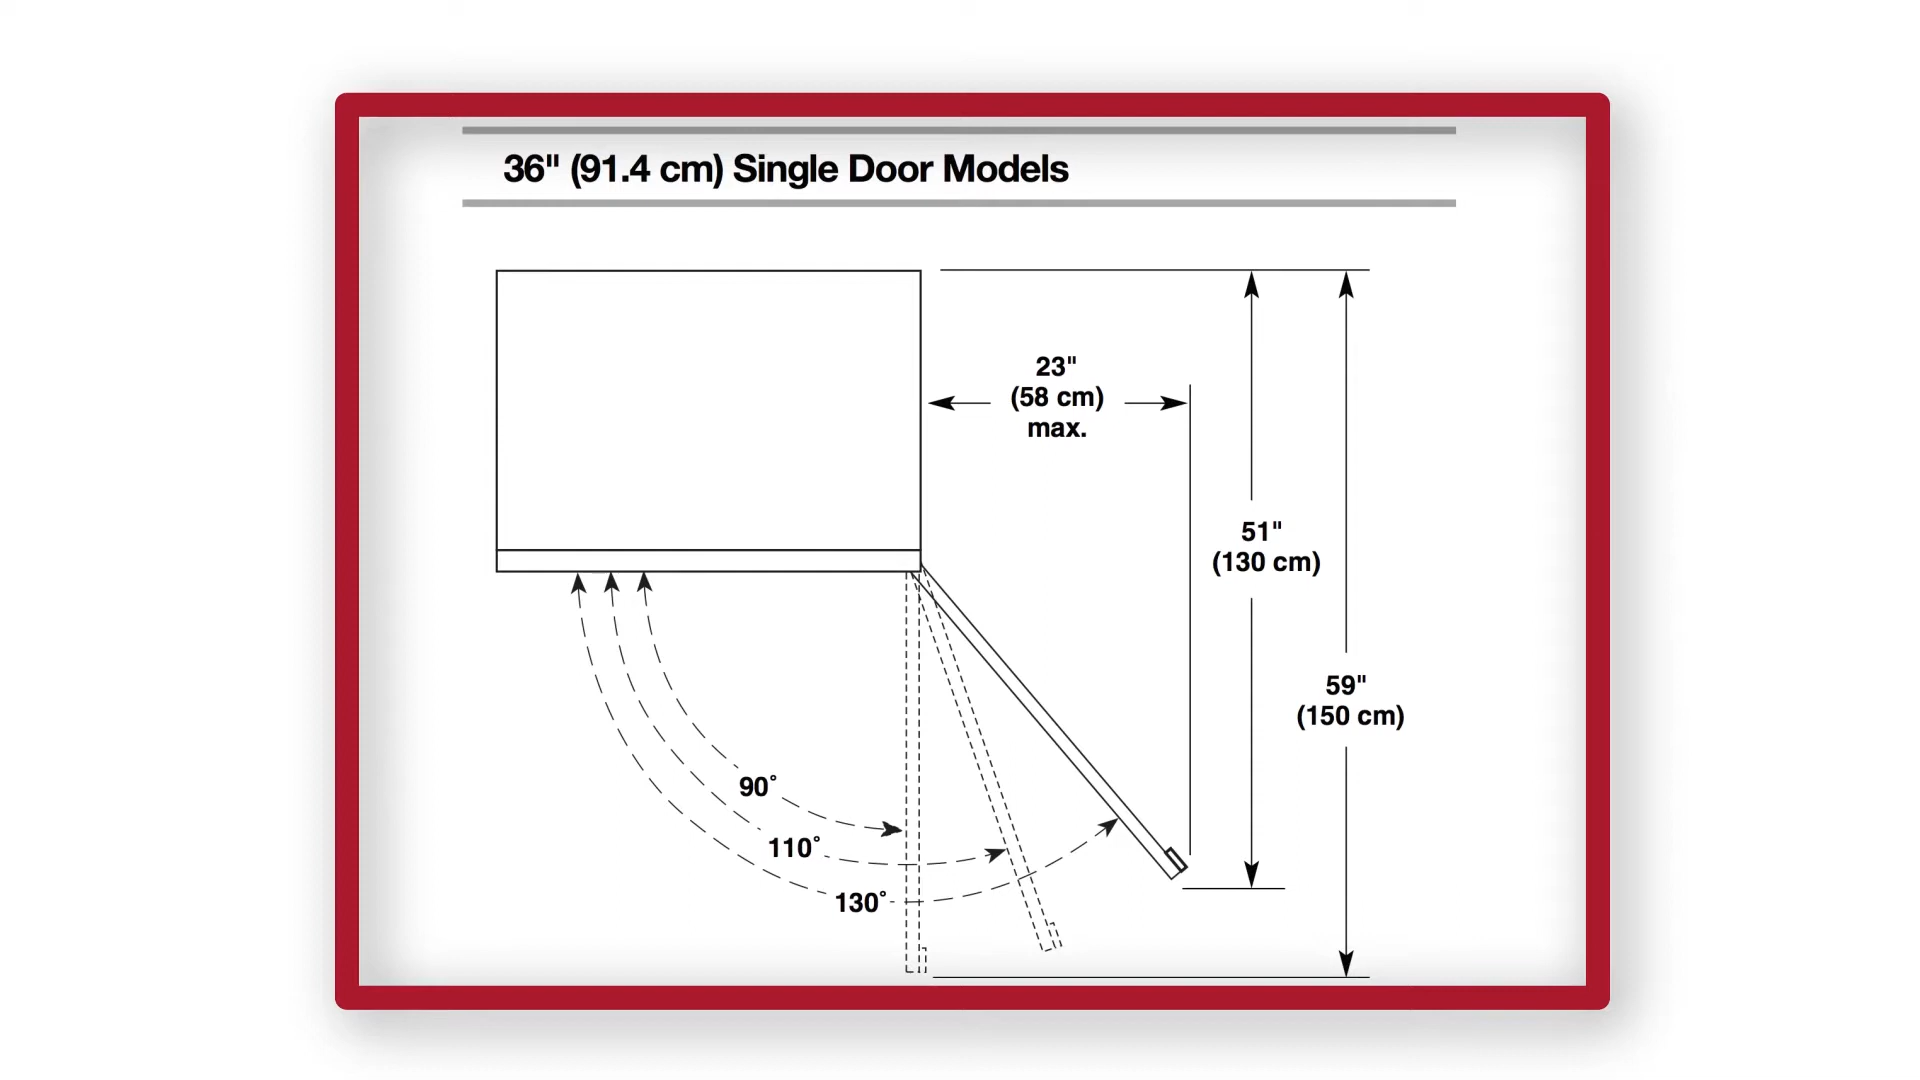 36" (91.4 cm) Single Door Models
23"
(58 cm)
max.
51"
(130 cm)
59"
(150 cm)
90˚
110˚
130˚